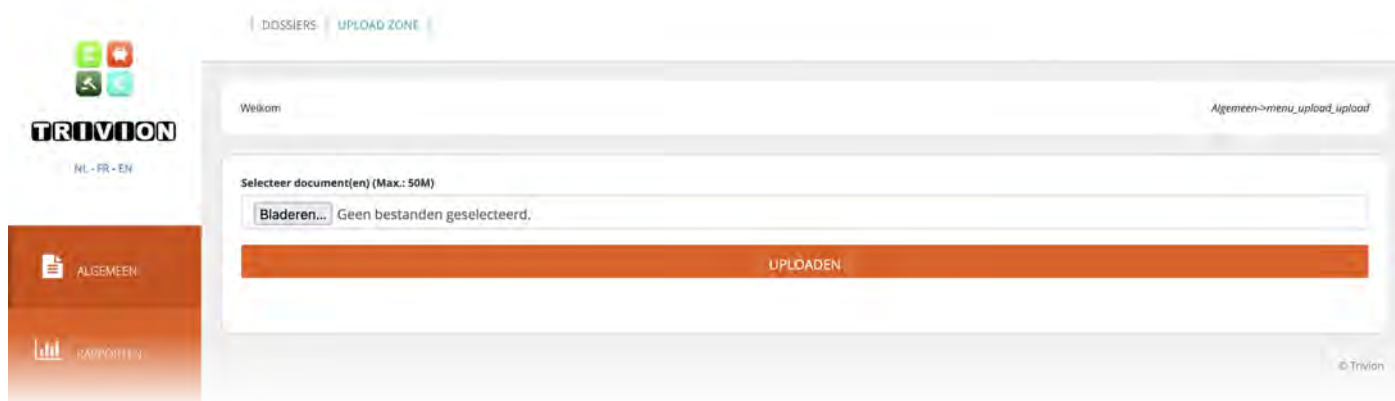 | DOSSIERS | UPLOAD ZONE |
TRIVION
NL - FR - EN
Welkom
Algemeen->menu_upload_upload
Selecteer document(en) (Max.: 50M)
Bladeren... Geen bestanden geselecteerd.
UPLOADEN
ALGEMEEN
RAPPORTEN
© Trivion